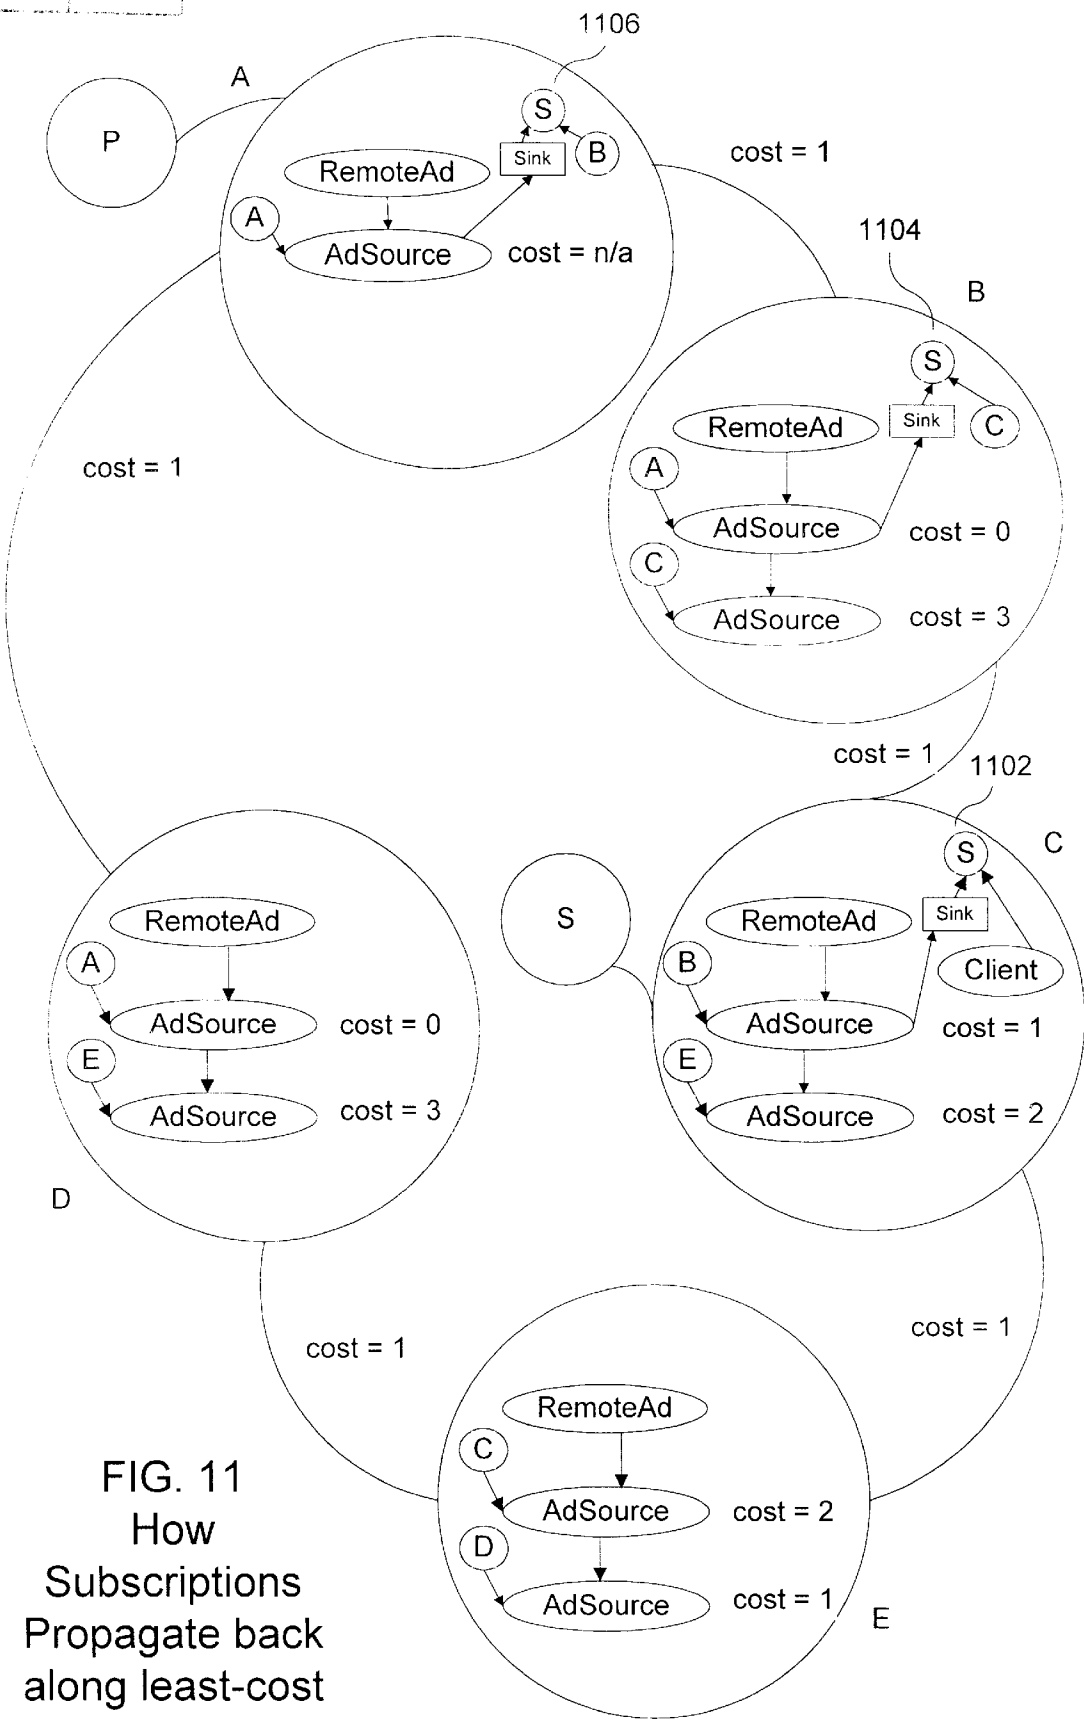 1106
A
P
S
Sink
B
RemoteAd
A
AdSource
cost = n/a
cost = 1
1104
B
S
Sink
C
RemoteAd
A
AdSource
cost = 0
C
AdSource
cost = 3
cost = 1
cost = 1
1102
C
S
Sink
Client
S
RemoteAd
B
AdSource
cost = 1
E
AdSource
cost = 2
RemoteAd
A
AdSource
cost = 0
E
AdSource
cost = 3
D
cost = 1
cost = 1
RemoteAd
C
AdSource
cost = 2
D
AdSource
cost = 1
E
FIG. 11
How
Subscriptions
Propagate back
along least-cost